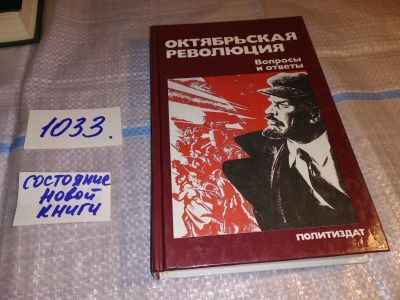 ОКТЯБРЬСКАЯ
РЕВОЛЮЦИЯ
Вопросы
и ответы
1033.
СОСТОЯНИЕ
НОВОЙ
КНИГИ
ПОЛИТИЗДАТ